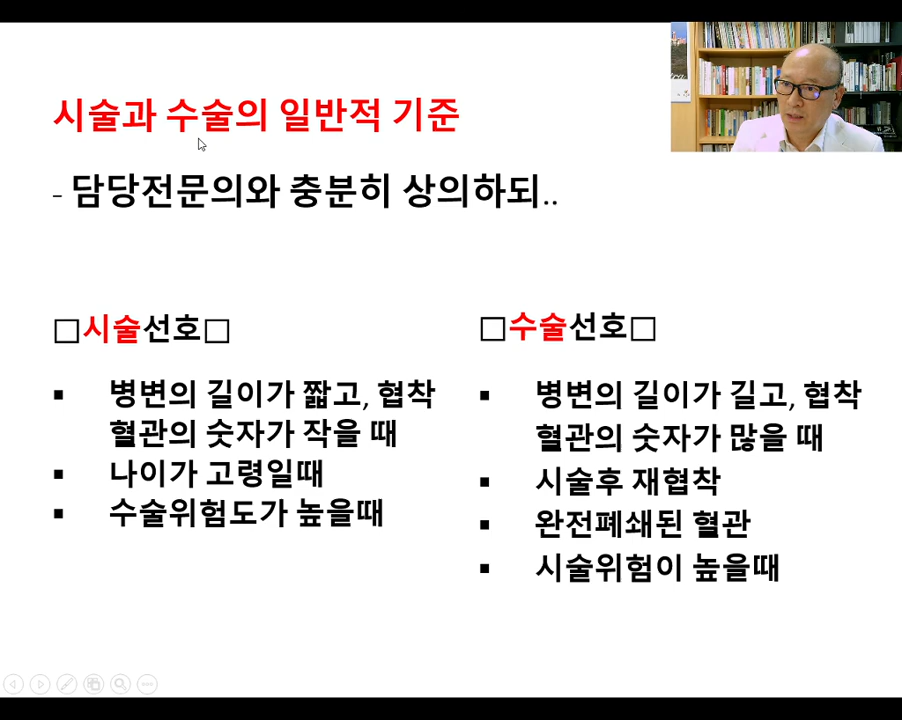 시술과 수술의 일반적 기준
- 담당전문의와 충분히 상의하되..
□시술선호□
▪ 병변의 길이가 짧고, 협착
혈관의 숫자가 작을 때
▪ 나이가 고령일때
▪ 수술위험도가 높을때
□수술선호□
▪ 병변의 길이가 길고, 협착
혈관의 숫자가 많을 때
▪ 시술후 재협착
▪ 완전폐쇄된 혈관
▪ 시술위험이 높을때